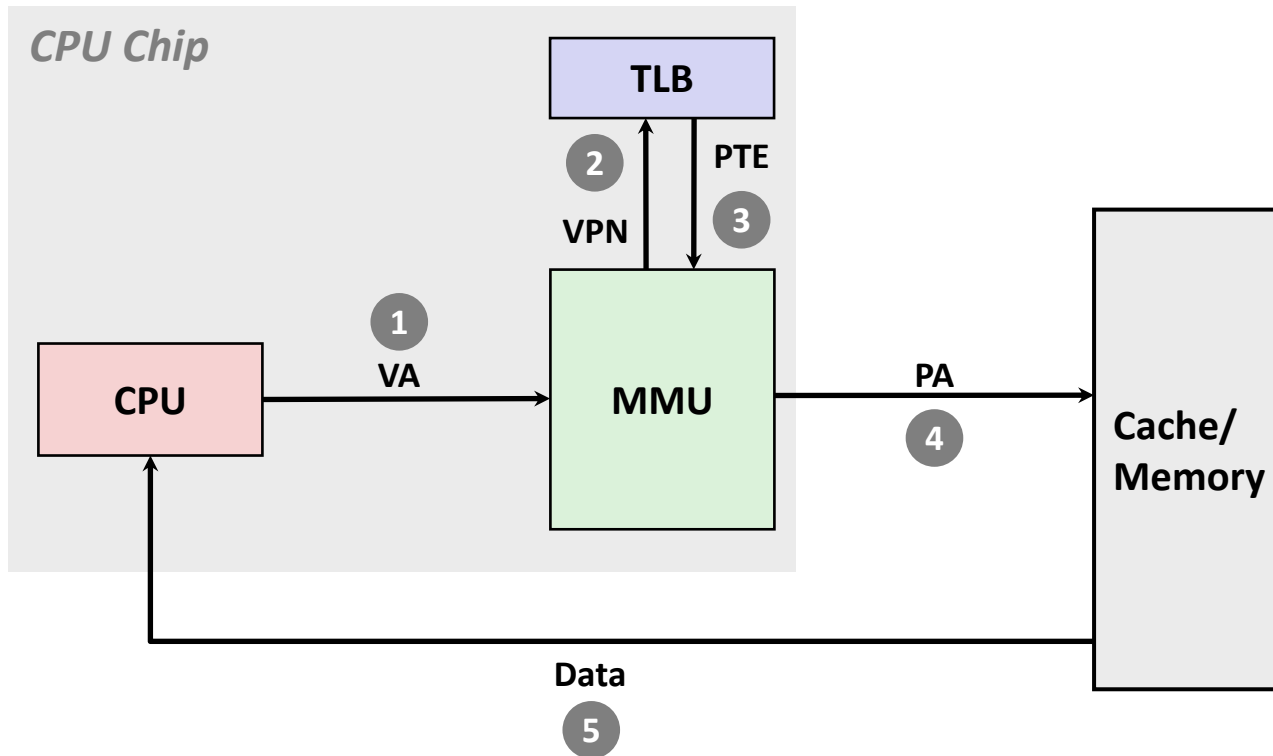 CPU Chip
TLB
2
PTE
3
VPN
1
VA
CPU
MMU
PA
4
Cache/
Memory
Data
5